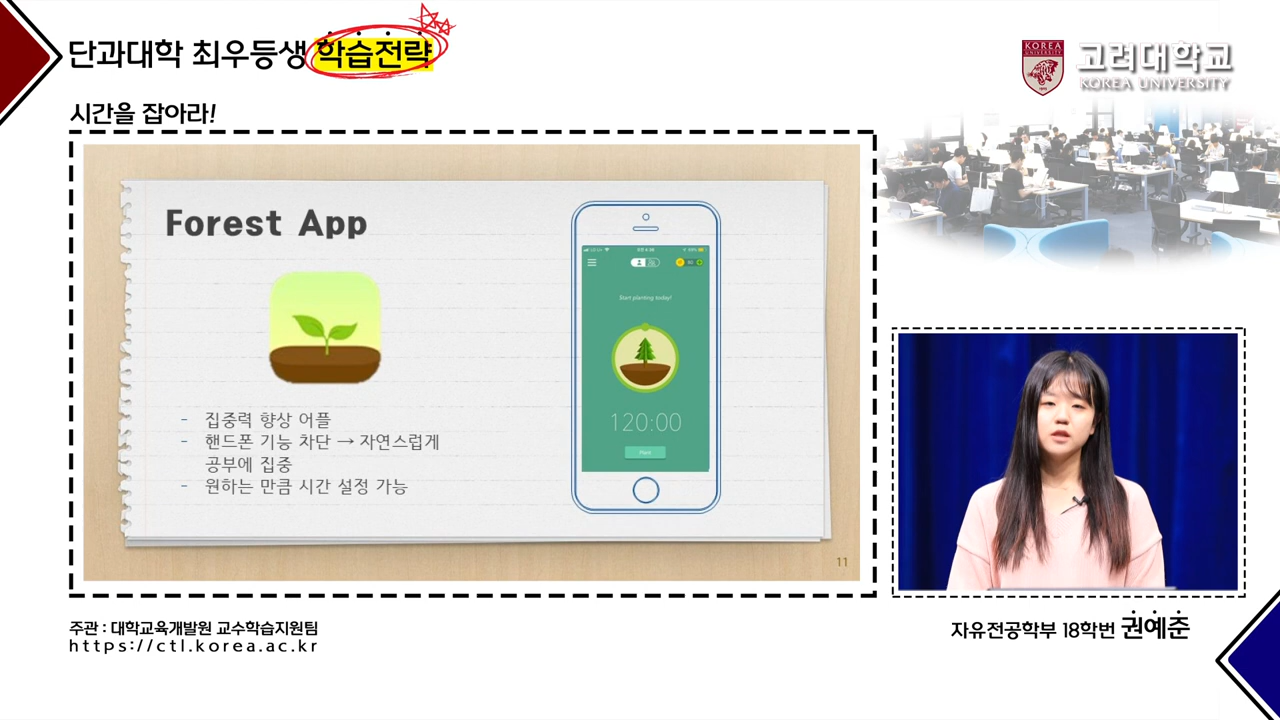 단과대학 최우등생 학습전략
KOREA
UNIVERSITY
고려대학교
KOREA UNIVERSITY
시간을 잡아라!
Forest App
Start planting today!
120:00
Plant
- 집중력 향상 어플
- 핸드폰 기능 차단 → 자연스럽게
공부에 집중
- 원하는 만큼 시간 설정 가능
11
주관 : 대학교육개발원 교수학습지원팀
https://ctl.korea.ac.kr
자유전공학부 18학번 권예준